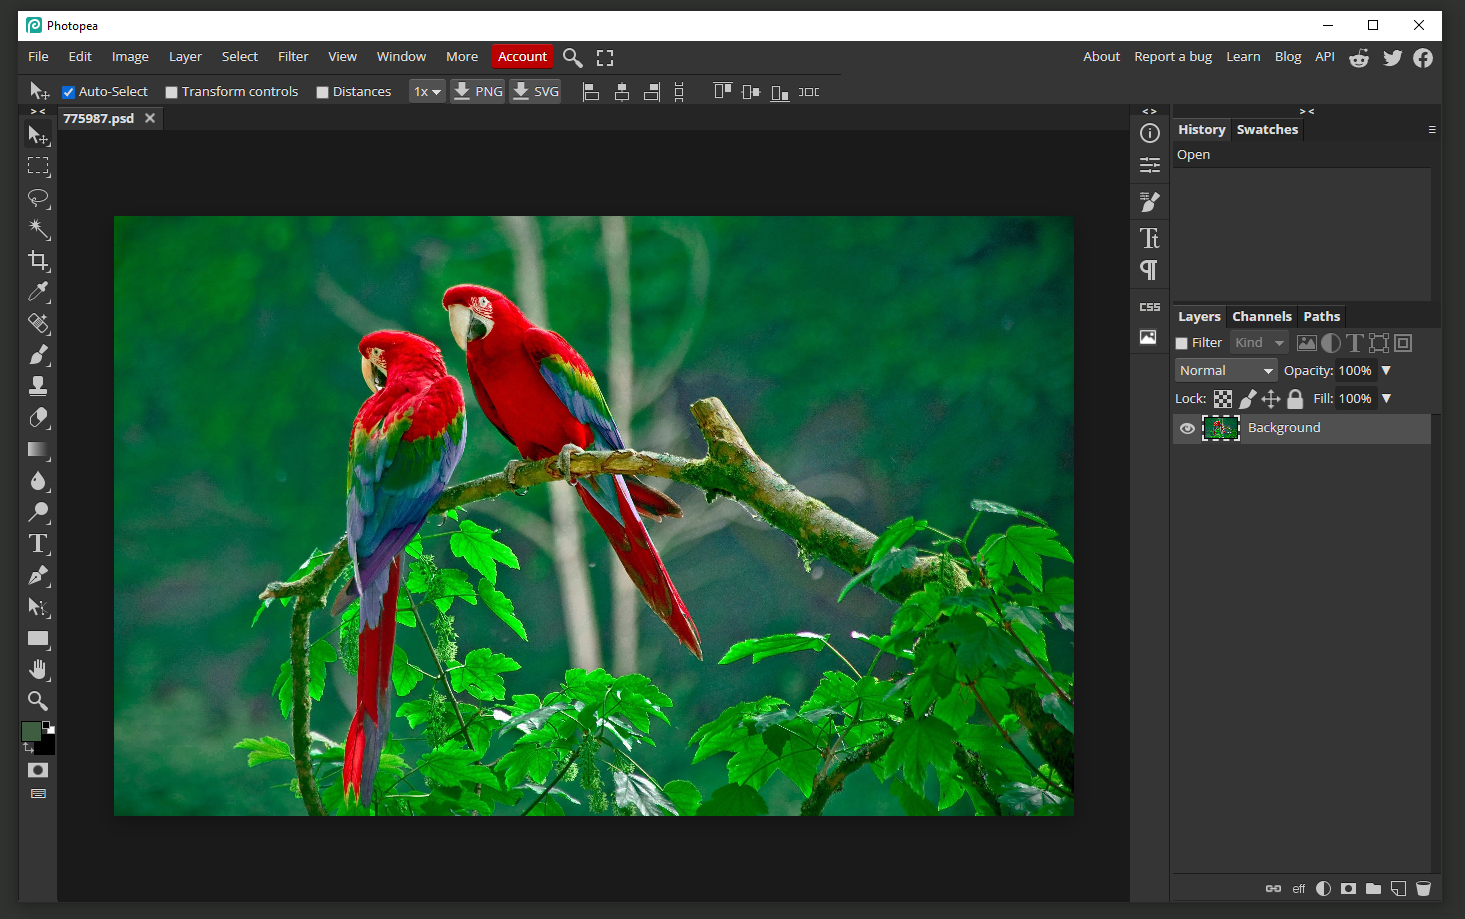 Photopea
File Edit Image Layer Select Filter View Window More Account
About Report a bug Learn Blog API
Auto-Select Transform controls Distances 1x PNG SVG
775987.psd
> <
< >
> <
History Swatches
Open
Tt
CSS
Layers Channels Paths
Filter Kind
T
Normal Opacity: 100%
Lock: Fill: 100%
Background
T
eff